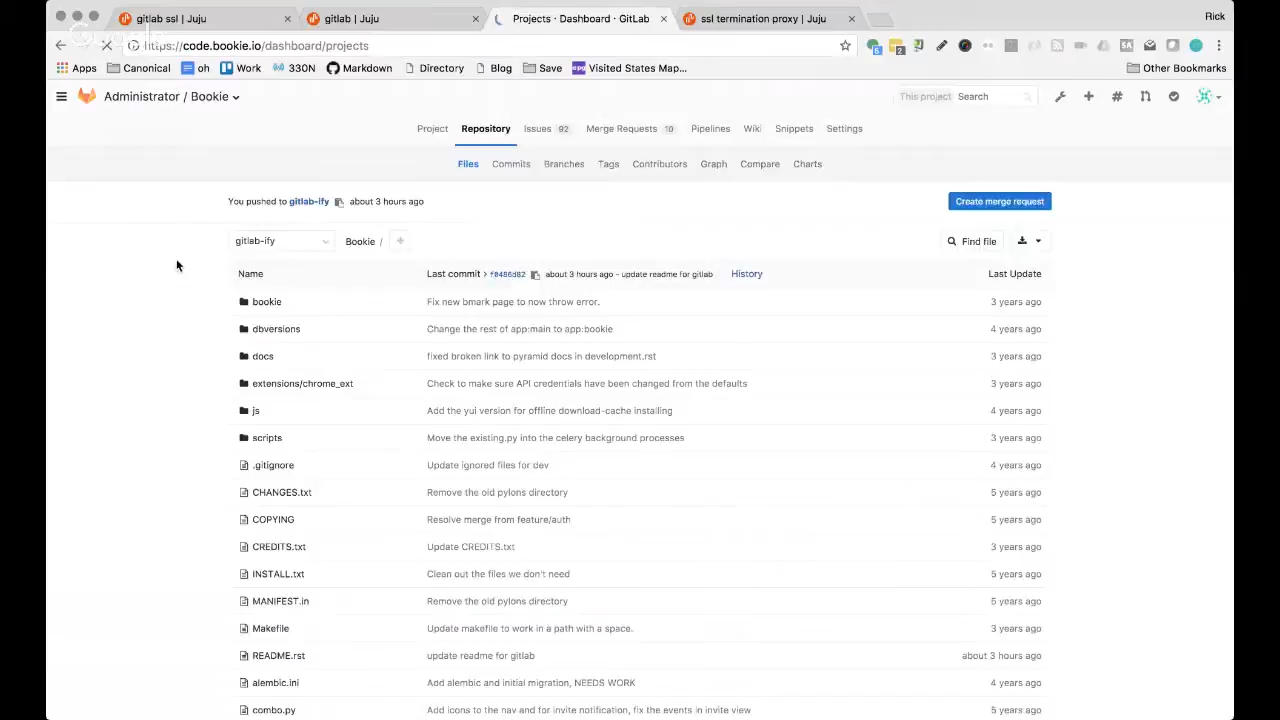 gitlab ssl | Juju
gitlab | Juju
Projects · Dashboard · GitLab
ssl termination proxy | Juju
Rick
https://code.bookie.io/dashboard/projects
Apps
Canonical
oh
Work
330N
Markdown
Directory
Blog
Save
Visited States Map...
Other Bookmarks
Administrator / Bookie
This project Search
Project
Repository
Issues 92
Merge Requests 10
Pipelines
Wiki
Snippets
Settings
Files
Commits
Branches
Tags
Contributors
Graph
Compare
Charts
You pushed to gitlab-ify about 3 hours ago
Create merge request
gitlab-ify
Bookie / +
Find file
Name Last commit > f0486d82 about 3 hours ago - update readme for gitlab History Last Update
bookie Fix new bmark page to now throw error. 3 years ago
dbversions Change the rest of app:main to app:bookie 4 years ago
docs fixed broken link to pyramid docs in development.rst 3 years ago
extensions/chrome_ext Check to make sure API credentials have been changed from the defaults 3 years ago
js Add the yui version for offline download-cache installing 4 years ago
scripts Move the existing.py into the celery background processes 3 years ago
.gitignore Update ignored files for dev 4 years ago
CHANGES.txt Remove the old pylons directory 5 years ago
COPYING Resolve merge from feature/auth 5 years ago
CREDITS.txt Update CREDITS.txt 3 years ago
INSTALL.txt Clean out the files we don't need 5 years ago
MANIFEST.in Remove the old pylons directory 5 years ago
Makefile Update makefile to work in a path with a space. 3 years ago
README.rst update readme for gitlab about 3 hours ago
alembic.ini Add alembic and initial migration, NEEDS WORK 4 years ago
combo.py Add icons to the nav and for invite notification, fix the events in invite view 5 years ago